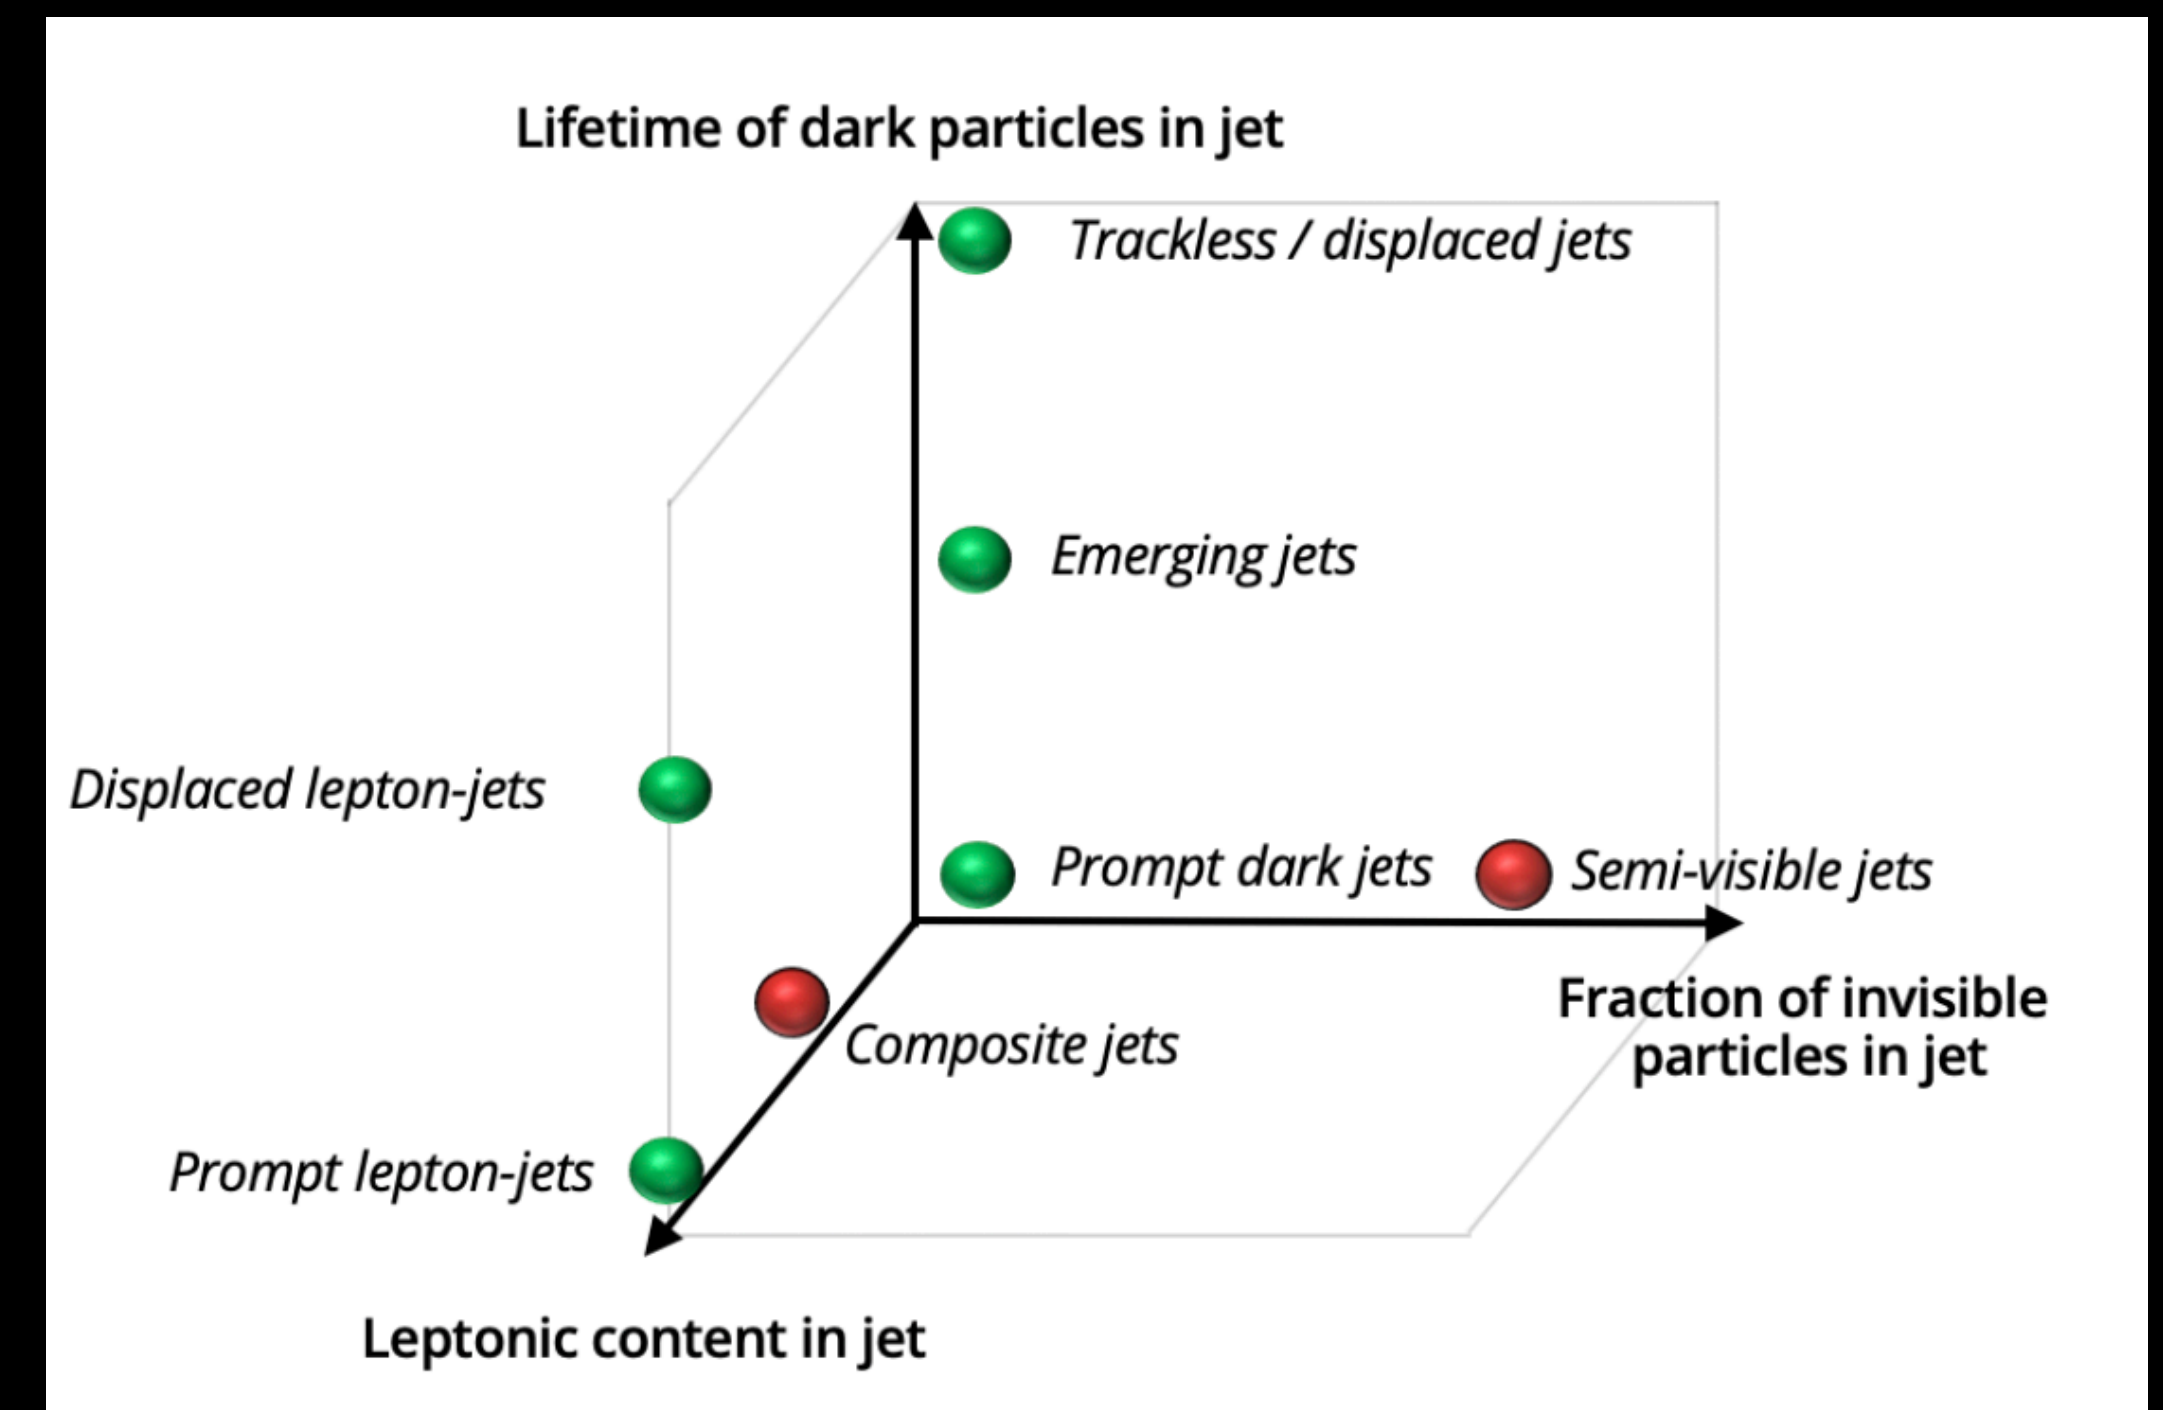 Lifetime of dark particles in jet
Trackless / displaced jets
Emerging jets
Displaced lepton-jets
Prompt dark jets
Semi-visible jets
Fraction of invisible
particles in jet
Composite jets
Prompt lepton-jets
Leptonic content in jet